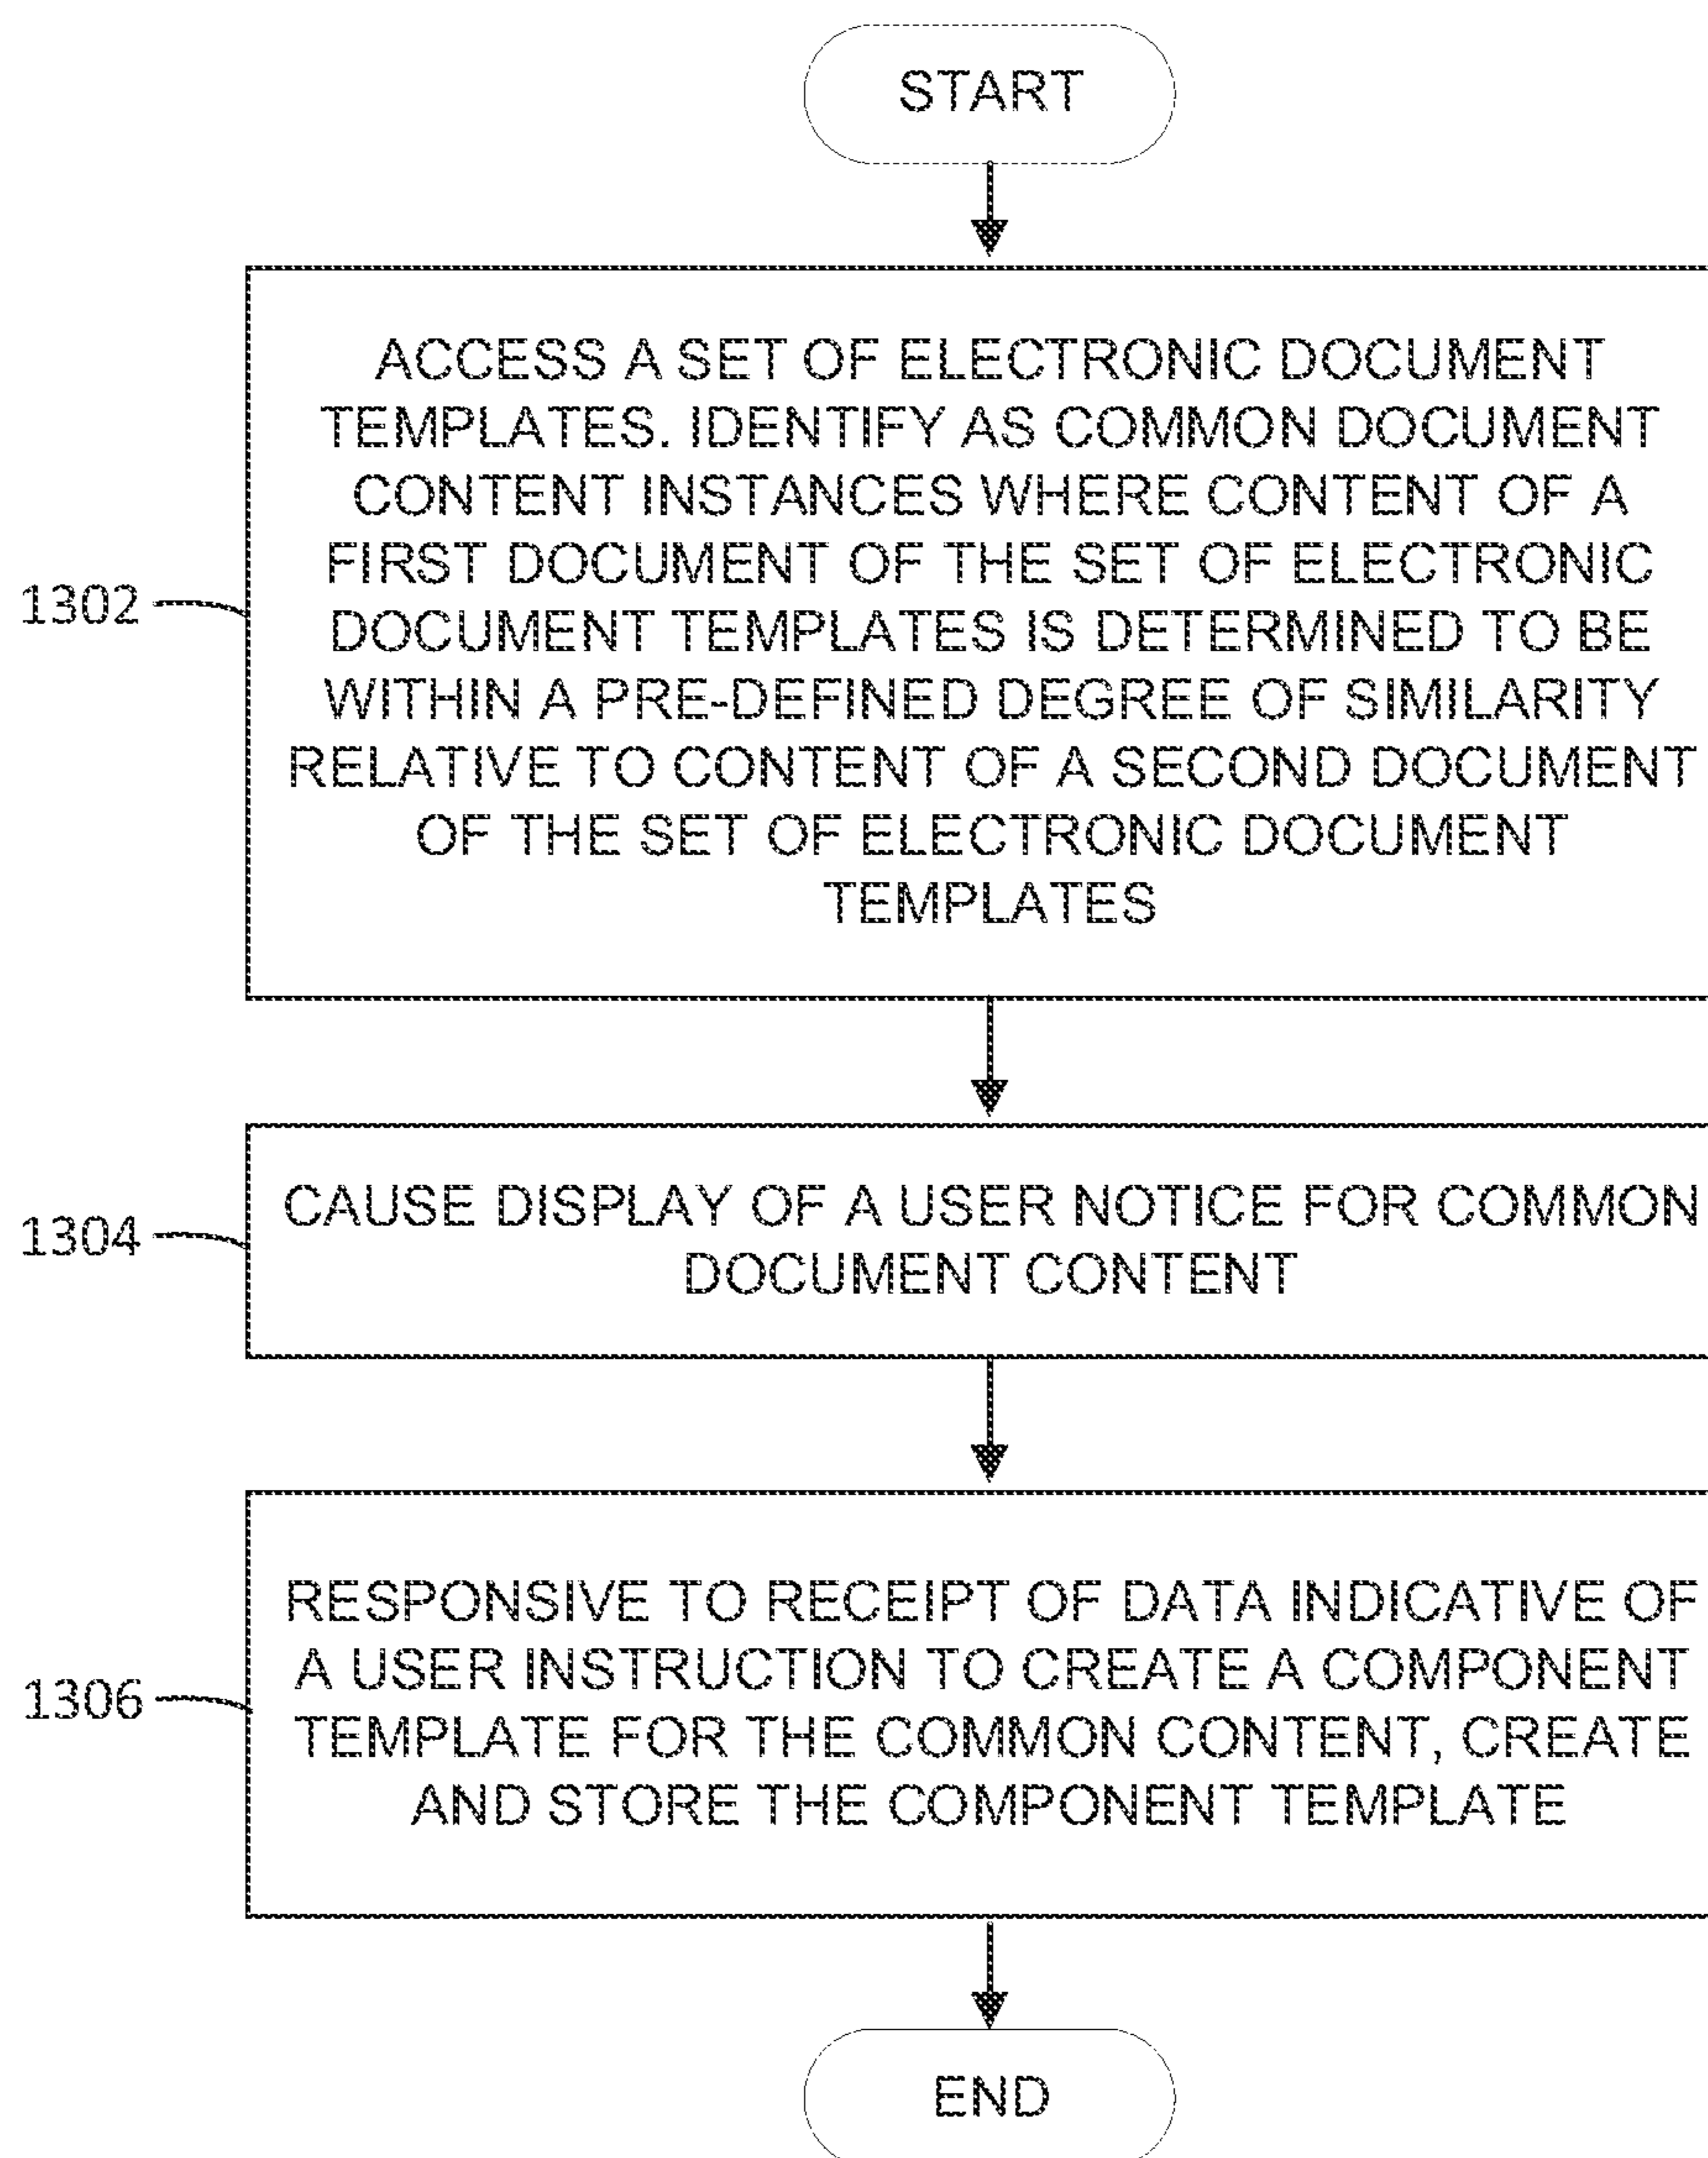 START
ACCESS A SET OF ELECTRONIC DOCUMENT
TEMPLATES. IDENTIFY AS COMMON DOCUMENT
CONTENT INSTANCES WHERE CONTENT OF A
FIRST DOCUMENT OF THE SET OF ELECTRONIC
1302
DOCUMENT TEMPLATES IS DETERMINED TO BE
WITHIN A PRE-DEFINED DEGREE OF SIMILARITY
RELATIVE TO CONTENT OF A SECOND DOCUMENT
OF THE SET OF ELECTRONIC DOCUMENT
TEMPLATES
1304
CAUSE DISPLAY OF A USER NOTICE FOR COMMON
DOCUMENT CONTENT
1306
RESPONSIVE TO RECEIPT OF DATA INDICATIVE OF
A USER INSTRUCTION TO CREATE A COMPONENT
TEMPLATE FOR THE COMMON CONTENT, CREATE
AND STORE THE COMPONENT TEMPLATE
END